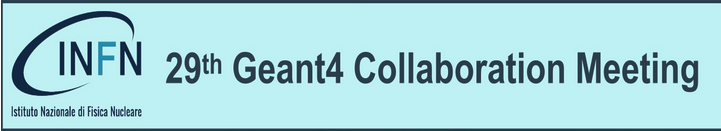 INFN
Istituto Nazionale di Fisica Nucleare
29th Geant4 Collaboration Meeting